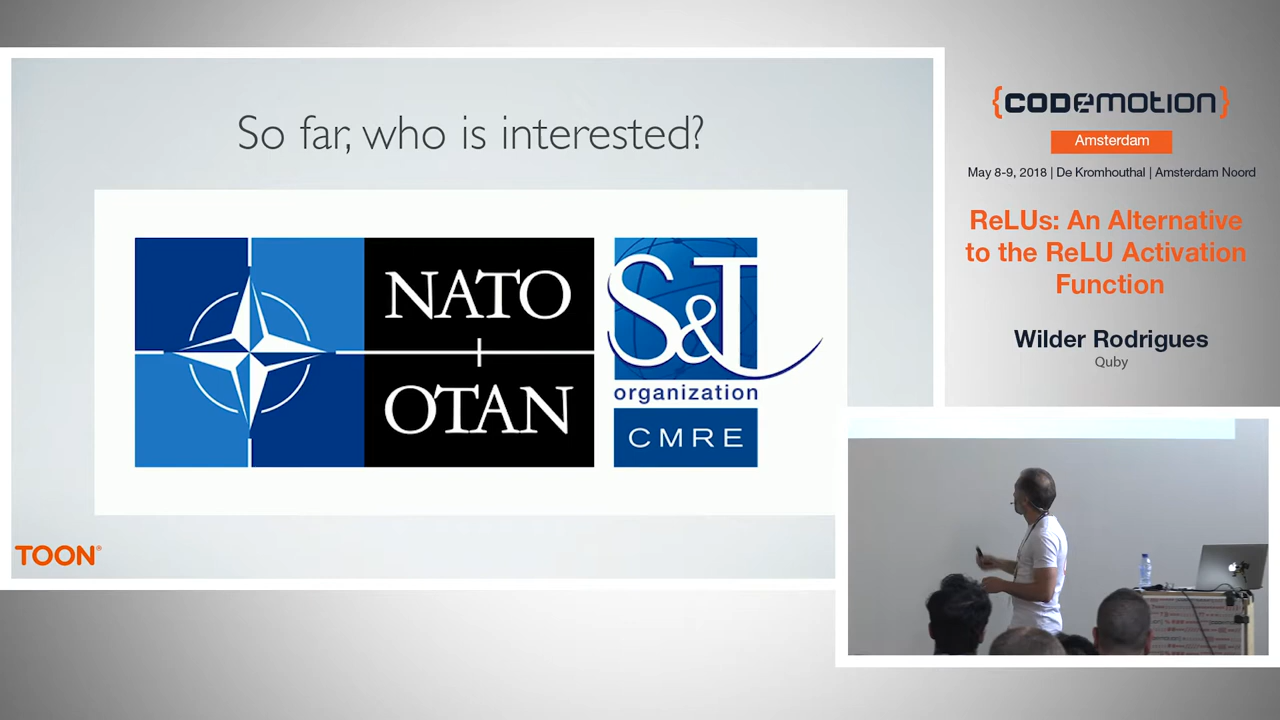 So far, who is interested?
NATO
OTAN
S&T
organization
CMRE
TOON®
{CODEMOTION}
Amsterdam
May 8-9, 2018 | De Kromhouthal | Amsterdam Noord
ReLUs: An Alternative
to the ReLU Activation
Function
Wilder Rodrigues
Quby